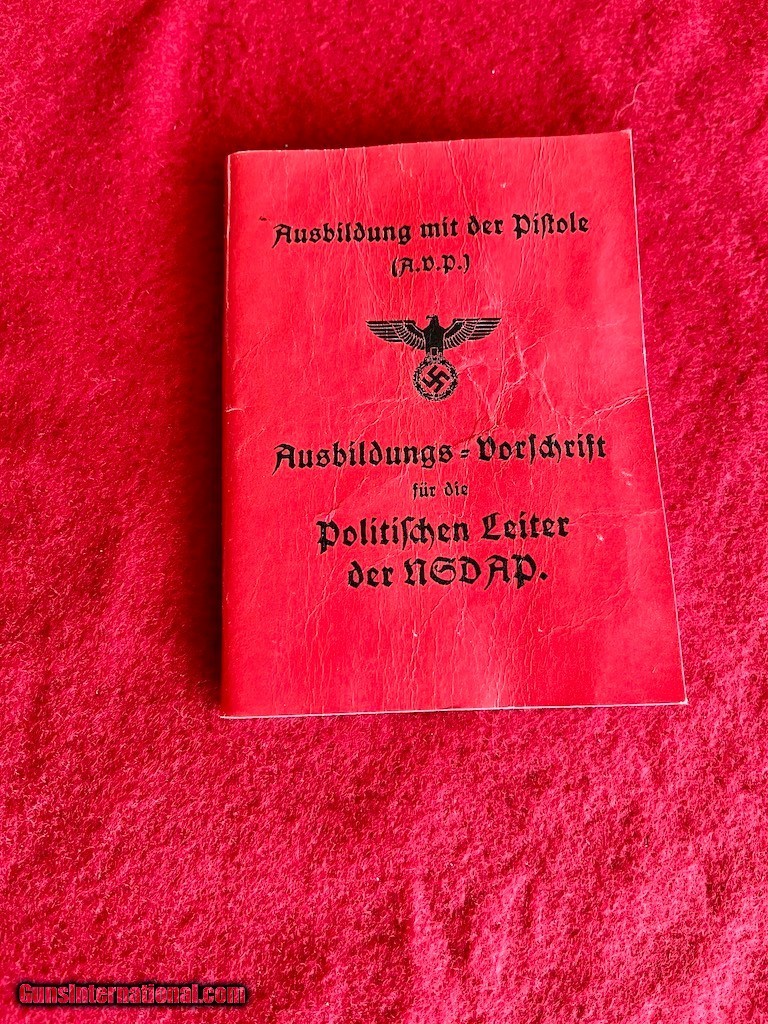 Ausbildung mit der Piſtole
(A.V.P.)
Ausbildungs-Vorſchrift
für die
Politiſchen Leiter
der NSDAP.
GunsInternational.com